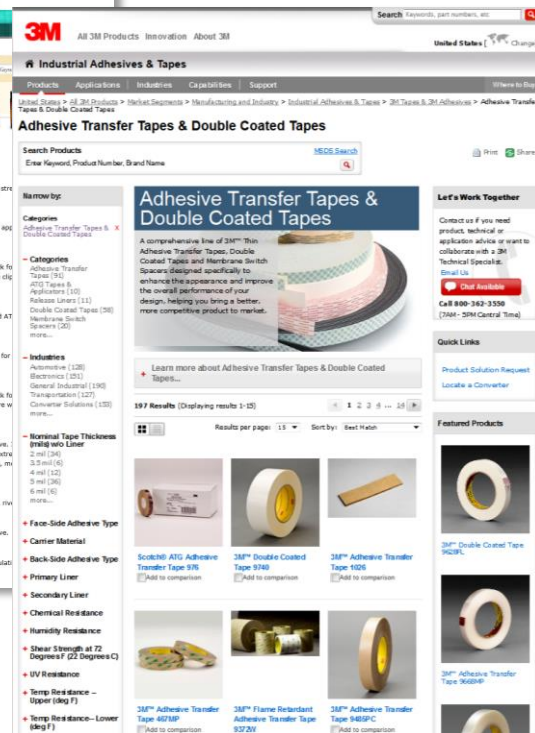 Search Keywords, part numbers, etc
3M
All 3M Products Innovation About 3M
United States [ Change
Industrial Adhesives & Tapes
Products Applications Industries Capabilities Support Where to Buy
United States > All 3M Products > Market Segments > Manufacturing and Industry > Industrial Adhesives & Tapes > 3M Tapes & 3M Adhesives > Adhesive Transfer
Tapes & Double Coated Tapes
Adhesive Transfer Tapes & Double Coated Tapes
Search Products
MSDS Search
Enter Keyword, Product Number, Brand Name
Print Share
Narrow by:
Categories
Adhesive Transfer Tapes & X
Double Coated Tapes
– Categories
Adhesive Transfer
Tapes (91)
ATG Tapes &
Applicators (10)
Release Liners (11)
Double Coated Tapes (58)
Membrane Switch
Spacers (20)
more...
– Industries
Automotive (128)
Electronics (151)
General Industrial (190)
Transportation (127)
Converter Solutions (153)
more...
– Nominal Tape Thickness
(mils) w/o Liner
2 mil (34)
3.5 mil (6)
4 mil (12)
5 mil (36)
6 mil (6)
more...
+ Face-Side Adhesive Type
+ Carrier Material
+ Back-Side Adhesive Type
+ Primary Liner
+ Secondary Liner
+ Chemical Resistance
+ Humidity Resistance
+ Shear Strength at 72
Degrees F (22 Degrees C)
+ UV Resistance
+ Temp Resistance –
Upper (deg F)
+ Temp Resistance–Lower
(deg F)
Adhesive Transfer Tapes &
Double Coated Tapes
A comprehensive line of 3M™ Thin
Adhesive Transfer Tapes, Double
Coated Tapes and Membrane Switch
Spacers designed specifically to
enhance the appearance and improve
the overall performance of your
design, helping you bring a better,
more competitive product to market.
+ Learn more about Adhesive Transfer Tapes & Double Coated
Tapes...
197 Results (Displaying results 1-15)
1 2 3 4 ... 14
Results per page: 15 Sort by: Best Match
Scotch® ATG Adhesive
Transfer Tape 976
Add to comparison
3M™ Double Coated
Tape 9740
Add to comparison
3M™ Adhesive Transfer
Tape 1026
Add to comparison
3M™ Adhesive Transfer
Tape 467MP
Add to comparison
3M™ Flame Retardant
Adhesive Transfer Tape
9372W
3M™ Adhesive Transfer
Tape 9485PC
Add to comparison
Let's Work Together
Contact us if you need
product, technical or
application advice or want to
collaborate with a 3M
Technical Specialist.
Email Us
Chat Available
Call 800-362-3550
(7AM - 5PM Central Time)
Quick Links
Product Solution Request
Locate a Converter
Featured Products
3M™ Double Coated Tape
9628FL
3M™ Adhesive Transfer
Tape 9668MP